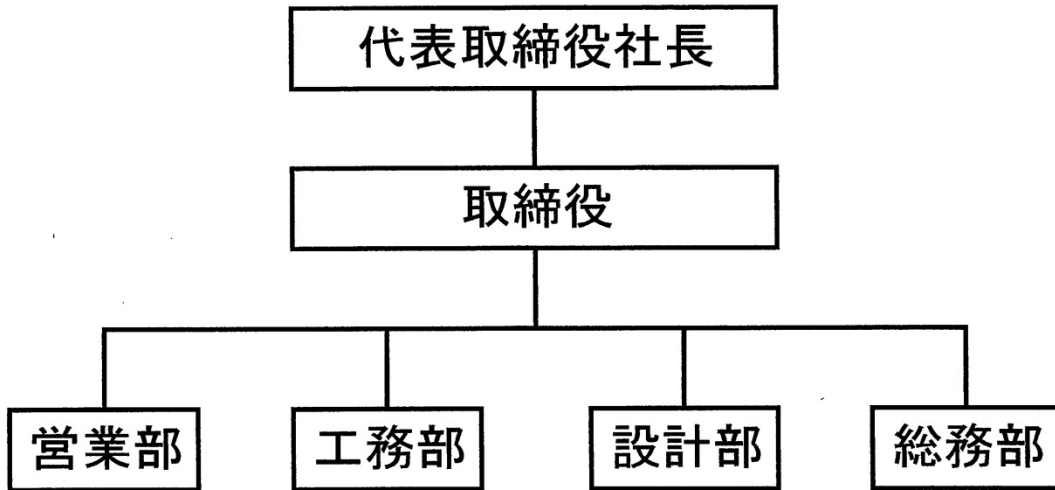 代表取締役社長
取締役
営業部
工務部
設計部
総務部